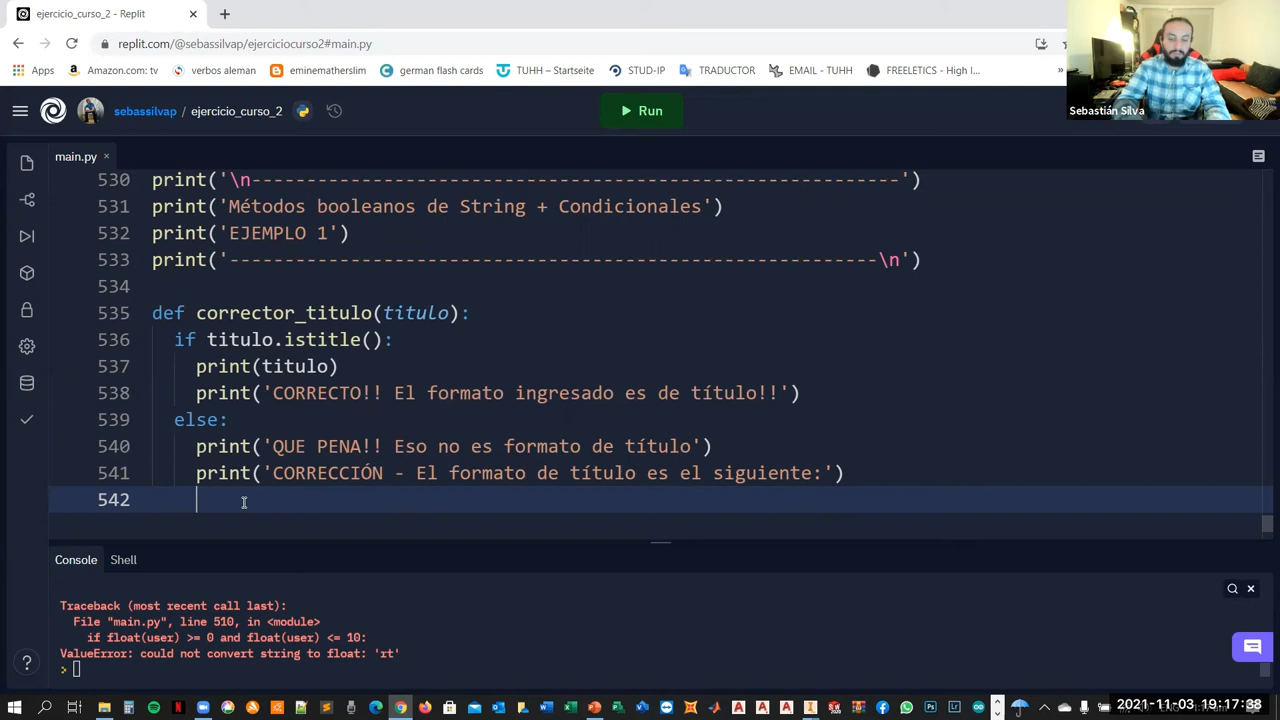 ejercicio_curso_2 - Replit
replit.com/@sebassilvap/ejerciciocurso2#main.py
Apps Amazon.com: tv verbos aleman eminematherslim german flash card TUHH – Startseite STUD-IP TRADUCTOR EMAIL - TUHH FREELETICS - High I... »
Sebastián Silva
sebassilvap / ejercicio_curso_2
Run
main.py ×
530 print('\n-----------------------------------------------------------')
531 print('Métodos booleanos de String + Condicionales')
532 print('EJEMPLO 1')
533 print('-----------------------------------------------------------\n')
534
535 def corrector_titulo(titulo):
536 if titulo.istitle():
537 print(titulo)
538 print('CORRECTO!! El formato ingresado es de título!!')
539 else:
540 print('QUE PENA!! Eso no es formato de título')
541 print('CORRECCIÓN - El formato de título es el siguiente:')
542
Console Shell
Traceback (most recent call last):
File "main.py", line 510, in <module>
if float(user) >= 0 and float(user) <= 10:
ValueError: could not convert string to float: 'rt'
>
2021-11-03 19:17:38